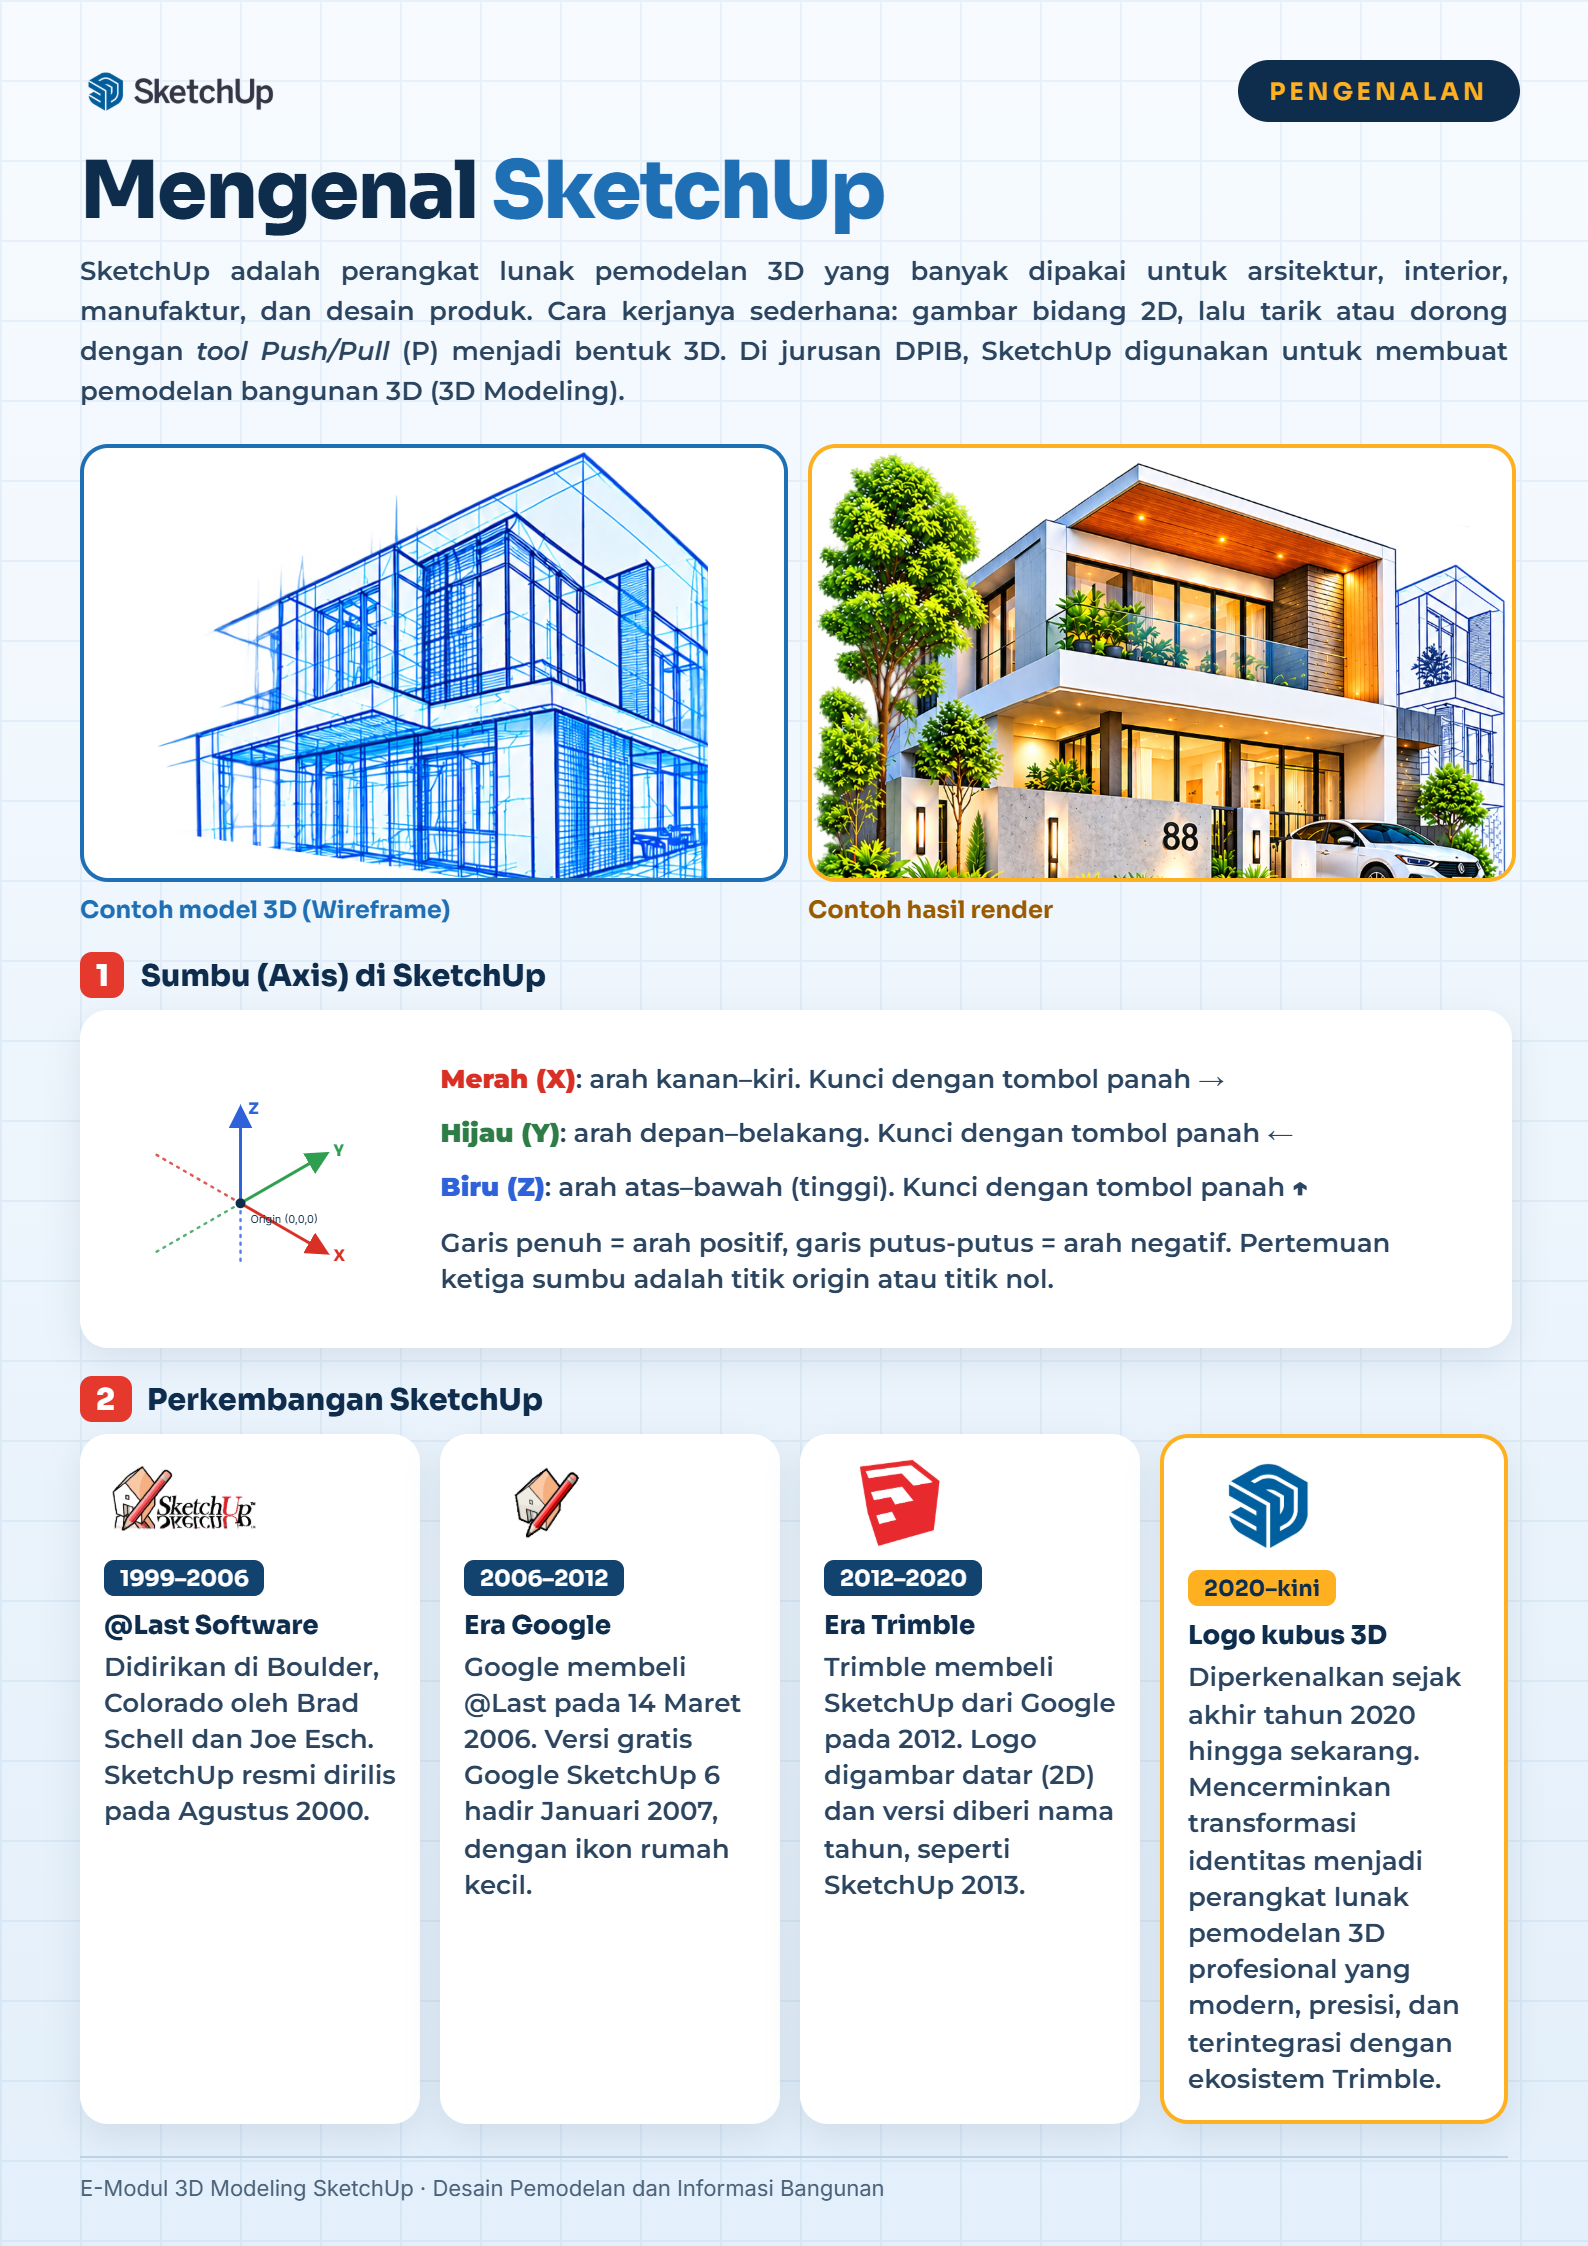 SketchUp
PENGENALAN
Mengenal SketchUp
SketchUp adalah perangkat lunak pemodelan 3D yang banyak dipakai untuk arsitektur, interior,
manufaktur, dan desain produk. Cara kerjanya sederhana: gambar bidang 2D, lalu tarik atau dorong
dengan tool Push/Pull (P) menjadi bentuk 3D. Di jurusan DPIB, SketchUp digunakan untuk membuat
pemodelan bangunan 3D (3D Modeling).
88
Contoh model 3D (Wireframe)
Contoh hasil render
1 Sumbu (Axis) di SketchUp
Z
Y
Origin (0,0,0)
X
Merah (X): arah kanan–kiri. Kunci dengan tombol panah →
Hijau (Y): arah depan–belakang. Kunci dengan tombol panah ←
Biru (Z): arah atas–bawah (tinggi). Kunci dengan tombol panah ↑
Garis penuh = arah positif, garis putus-putus = arah negatif. Pertemuan
ketiga sumbu adalah titik origin atau titik nol.
2 Perkembangan SketchUp
SketchUp
1999–2006
@Last Software
Didirikan di Boulder,
Colorado oleh Brad
Schell dan Joe Esch.
SketchUp resmi dirilis
pada Agustus 2000.
2006–2012
Era Google
Google membeli
@Last pada 14 Maret
2006. Versi gratis
Google SketchUp 6
hadir Januari 2007,
dengan ikon rumah
kecil.
2012–2020
Era Trimble
Trimble membeli
SketchUp dari Google
pada 2012. Logo
digambar datar (2D)
dan versi diberi nama
tahun, seperti
SketchUp 2013.
2020–kini
Logo kubus 3D
Diperkenalkan sejak
akhir tahun 2020
hingga sekarang.
Mencerminkan
transformasi
identitas menjadi
perangkat lunak
pemodelan 3D
profesional yang
modern, presisi, dan
terintegrasi dengan
ekosistem Trimble.
E-Modul 3D Modeling SketchUp · Desain Pemodelan dan Informasi Bangunan